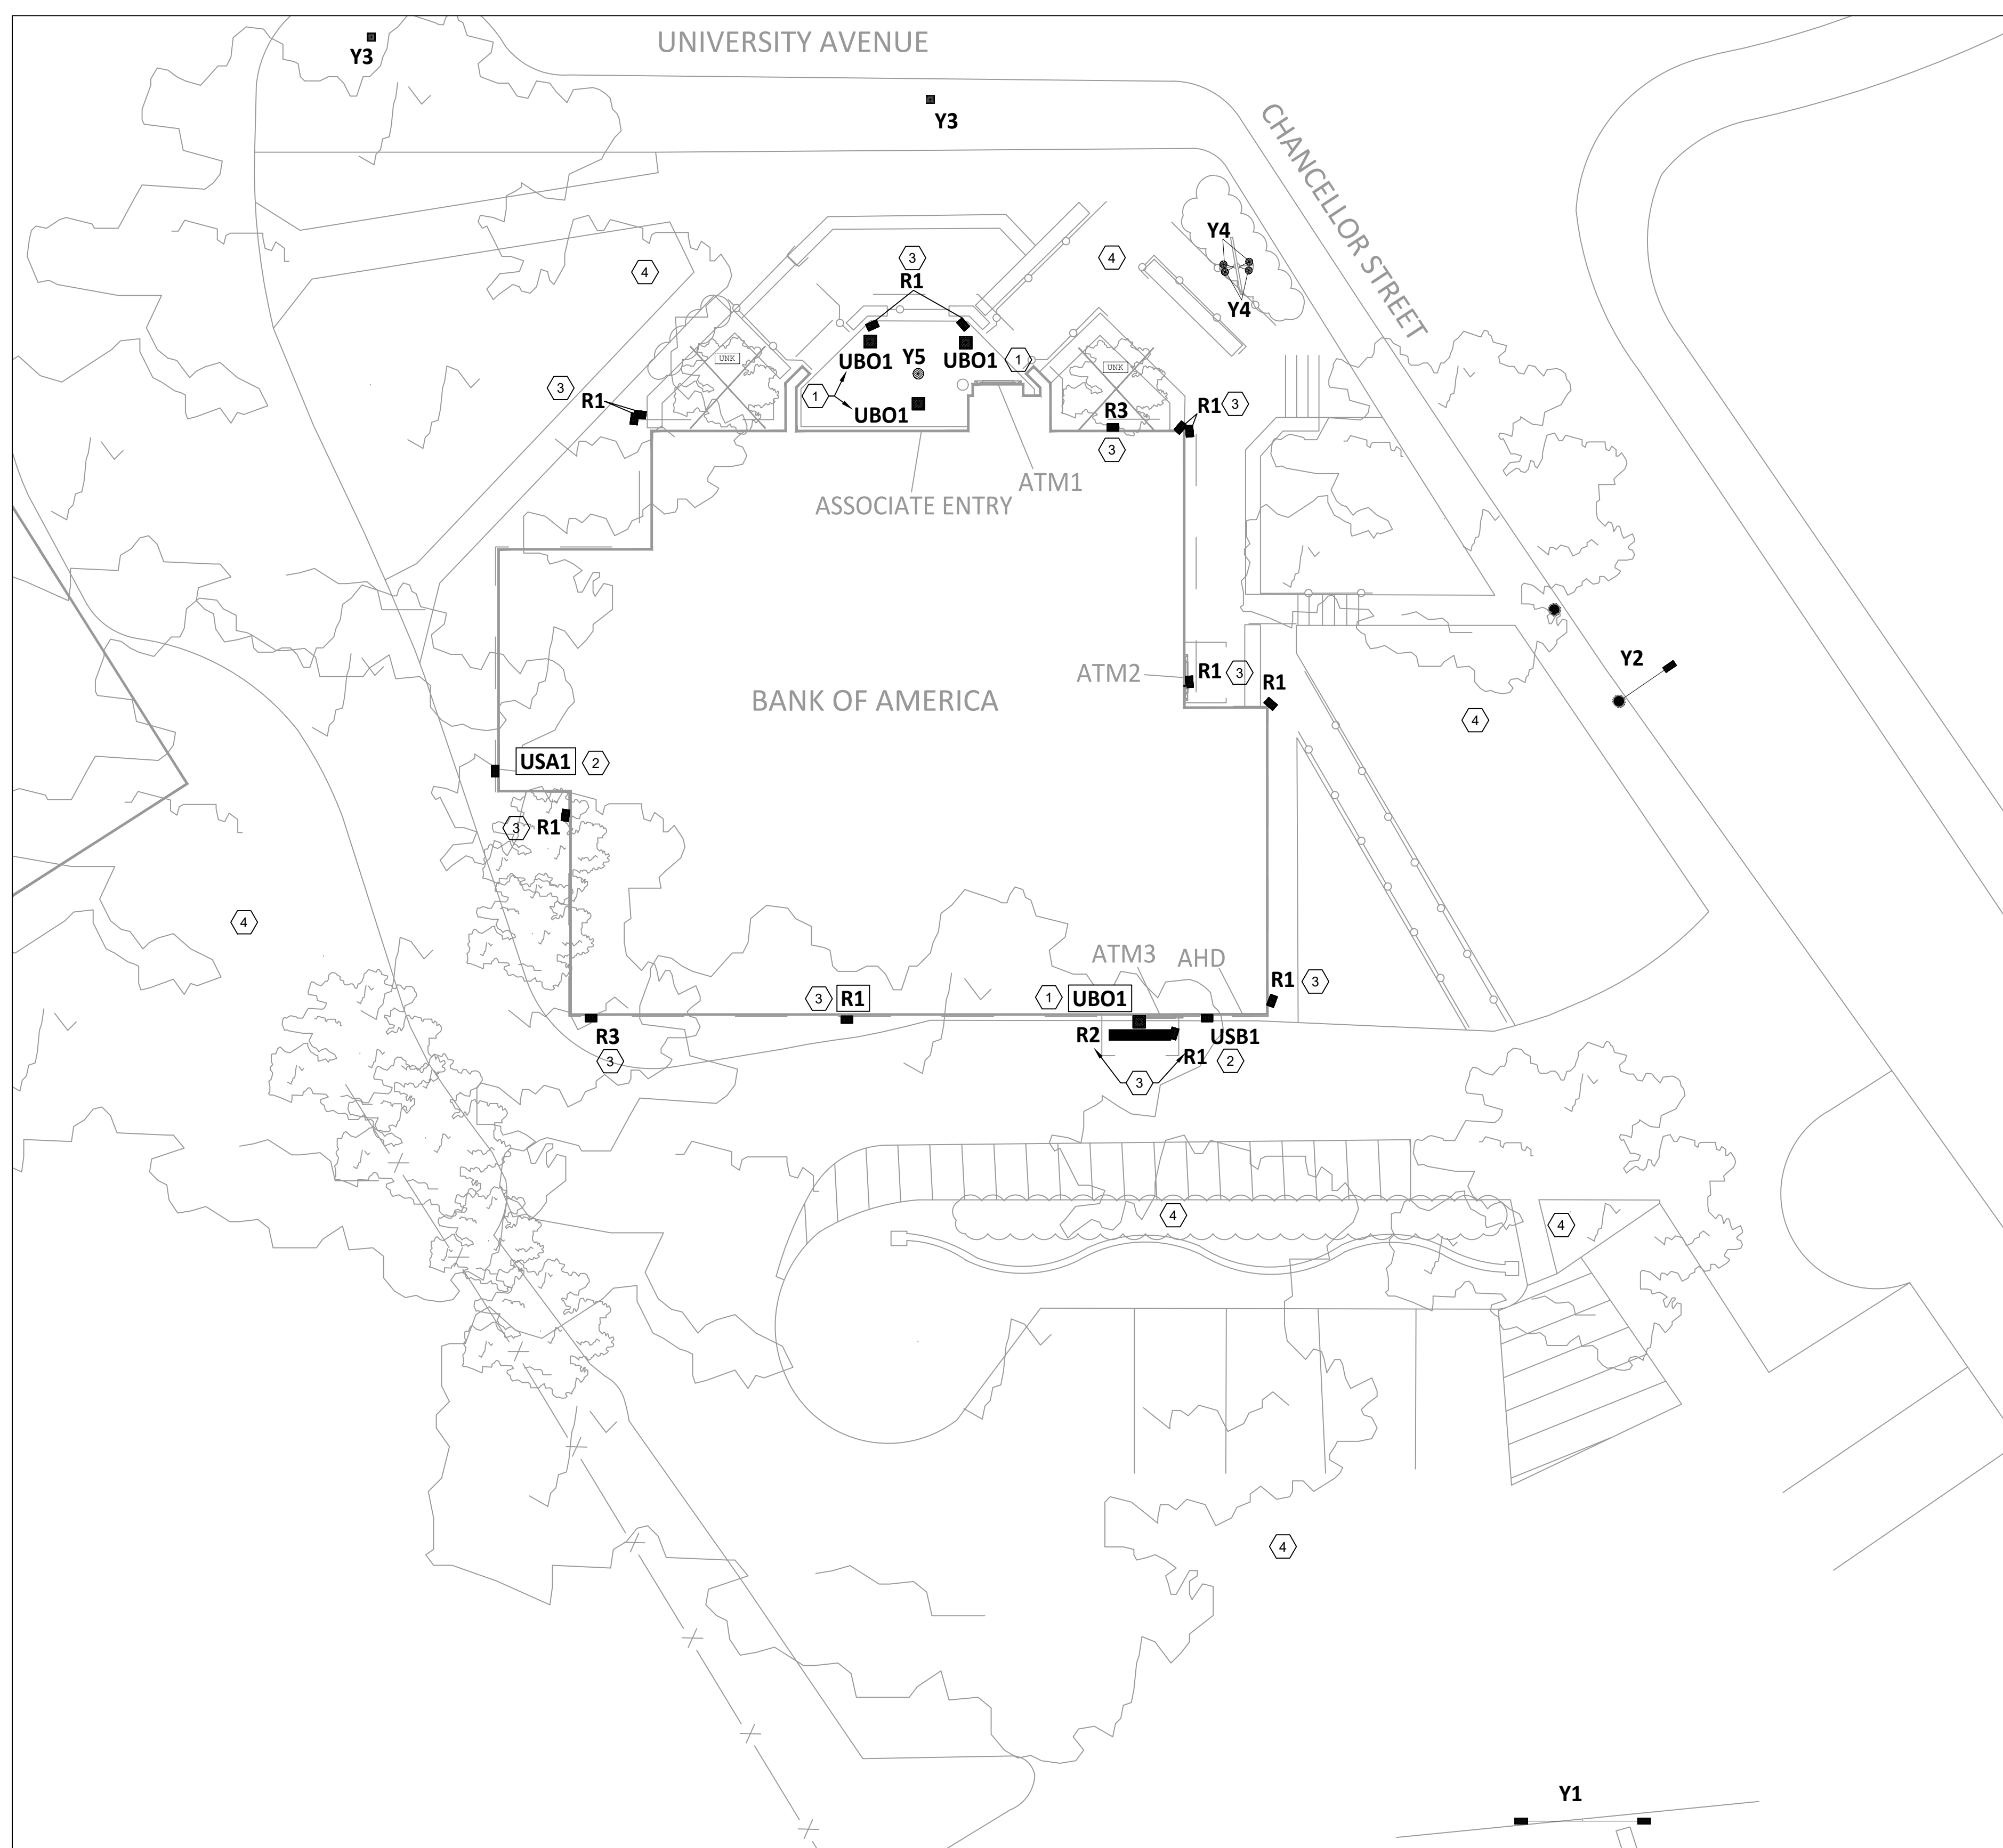 UNIVERSITY AVENUE
Y3
Y3
CHANCELLOR STREET
Y4
4
3
R1
4
Y4
UNK
UBO1
Y5
UBO1
1
UNK
3
R1
1
UBO1
R3
R1
3
3
ATM1
ASSOCIATE ENTRY
Y2
ATM2
R1
3
R1
BANK OF AMERICA
4
USA1
2
3
R1
4
ATM3
AHD
R1
3
3
R1
1
UBO1
R3
R2
USB1
3
R1
2
3
4
4
4
Y1